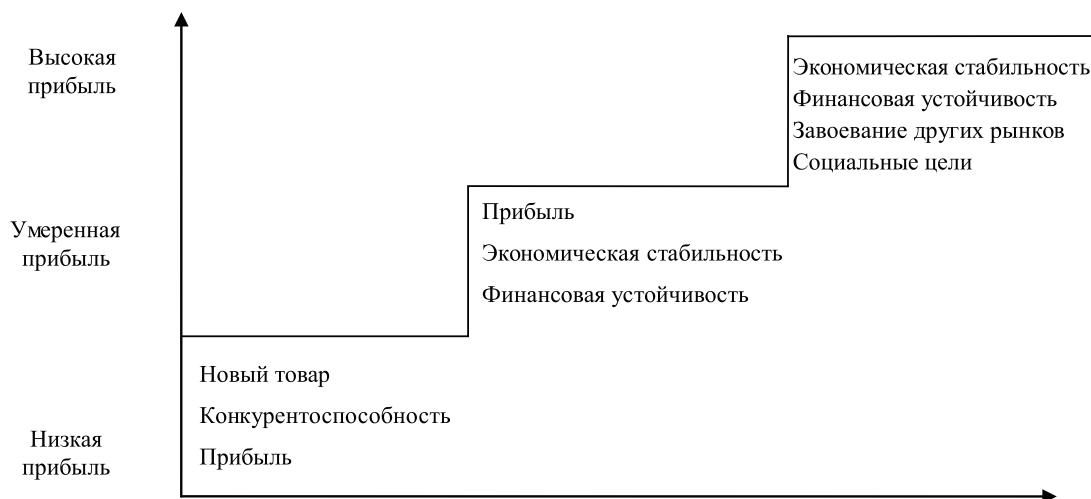 Высокая
прибыль
Экономическая стабильность
Финансовая устойчивость
Завоевание других рынков
Социальные цели
Умеренная
прибыль
Прибыль
Экономическая стабильность
Финансовая устойчивость
Новый товар
Конкурентоспособность
Прибыль
Низкая
прибыль